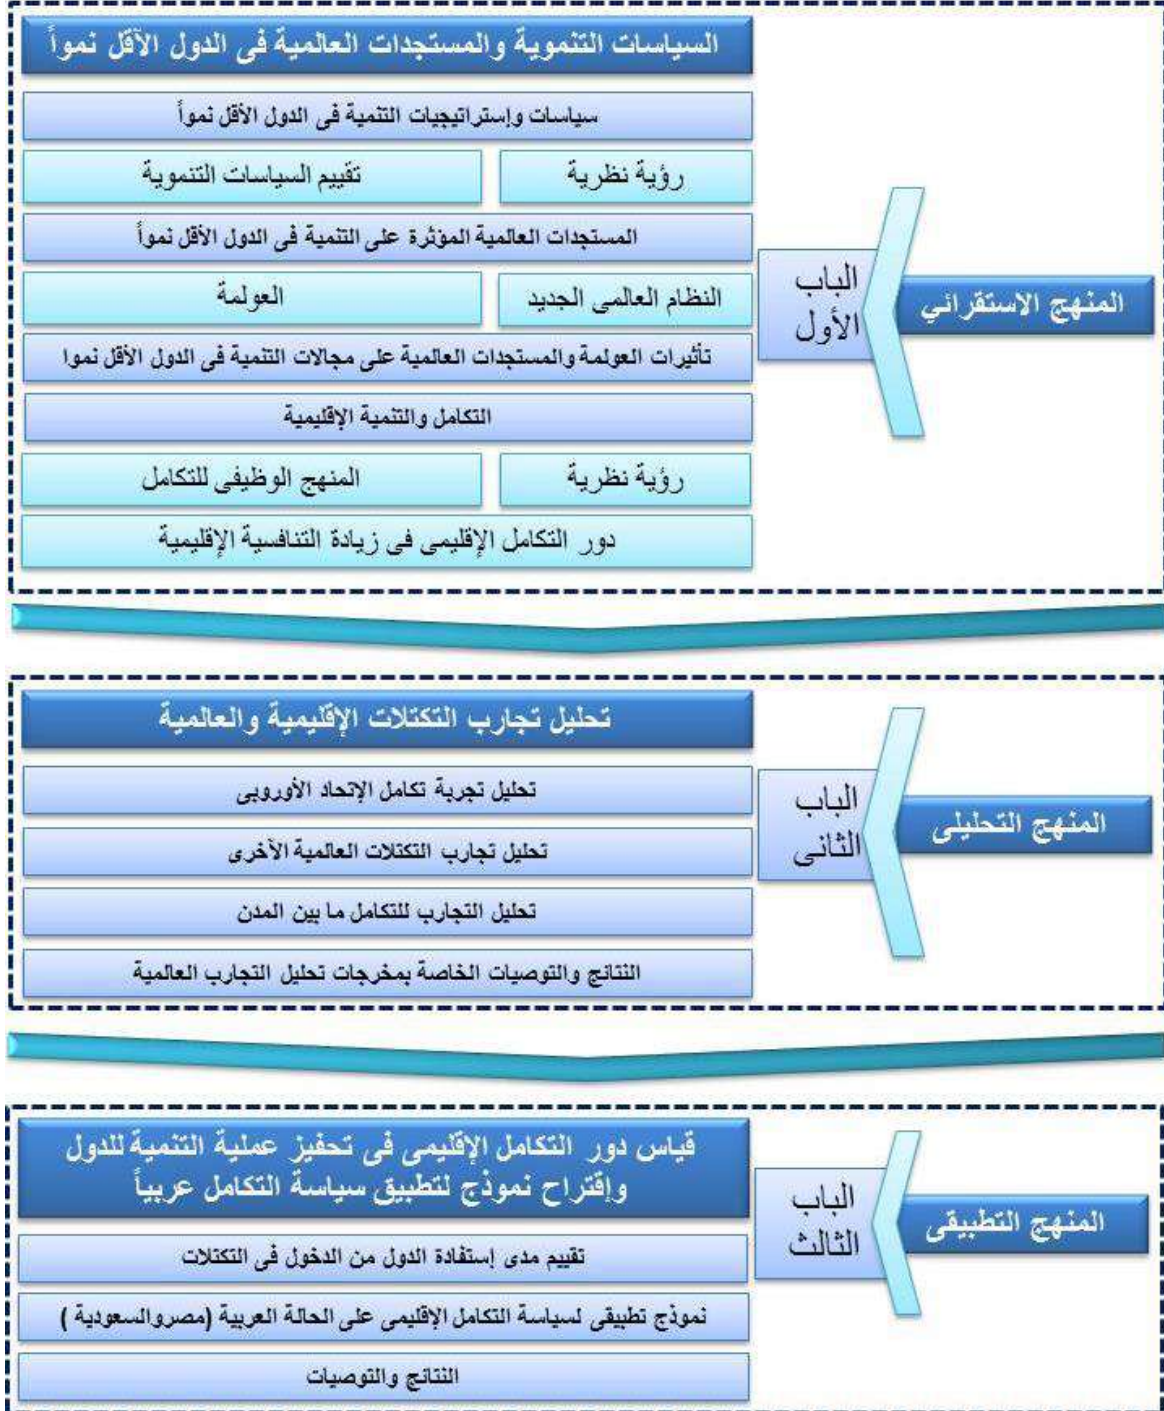 المنهج الاستقرائي
الباب
الأول
السياسات التنموية والمستجدات العالمية فى الدول الآقل نمواً
سياسات وإستراتيجيات التنمية فى الدول الأقل نمواً
رؤية نظرية
تقييم السياسات التنموية
المستجدات العالمية المؤثرة على التنمية فى الدول الأقل نمواً
النظام العالمى الجديد
العولمة
تأثيرات العولمة والمستجدات العالمية على مجالات التنمية فى الدول الأقل نموا
التكامل والتنمية الإقليمية
رؤية نظرية
المنهج الوظيفى للتكامل
دور التكامل الإقليمى فى زيادة التنافسية الإقليمية
المنهج التحليلى
الباب
الثانى
تحليل تجارب التكتلات الإقليمية والعالمية
تحليل تجربة تكامل الإتحاد الأوروبى
تحليل تجارب التكتلات العالمية الآخرى
تحليل التجارب للتكامل ما بين المدن
النتائج والتوصيات الخاصة بمخرجات تحليل التجارب العالمية
المنهج التطبيقى
الباب
الثالث
قياس دور التكامل الإقليمى فى تحفيز عملية التنمية للدول
وإقتراح نموذج لتطبيق سياسة التكامل عربياً
تقييم مدى إستفادة الدول من الدخول فى التكتلات
نموذج تطبيقى لسياسة التكامل الإقليمى على الحالة العربية (مصروالسعودية )
النتائج والتوصيات